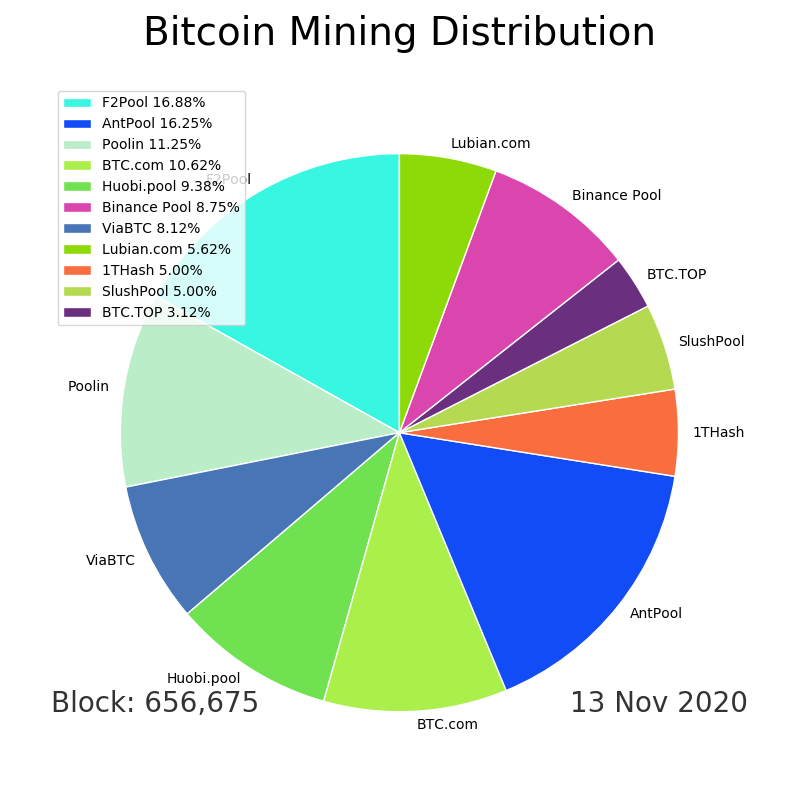 Bitcoin Mining Distribution
F2Pool 16.88%
AntPool 16.25%
Poolin 11.25%
BTC.com 10.62%
Huobi.pool 9.38%
Binance Pool 8.75%
ViaBTC 8.12%
Lubian.com 5.62%
1THash 5.00%
SlushPool 5.00%
BTC.TOP 3.12%
Lubian.com
F2Pool
Binance Pool
BTC.TOP
SlushPool
Poolin
1THash
ViaBTC
AntPool
Huobi.pool
Block: 656,675
13 Nov 2020
BTC.com